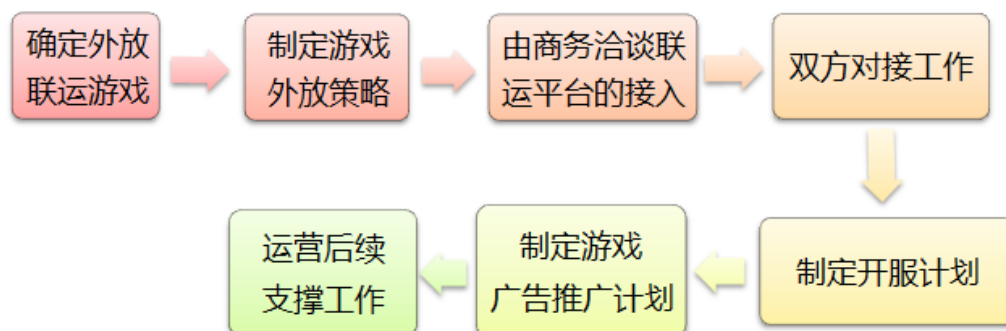 确定外放
联运游戏
制定游戏
外放策略
由商务洽谈联
运平台的接入
双方对接工作
制定开服计划
制定游戏
广告推广计划
运营后续
支撑工作